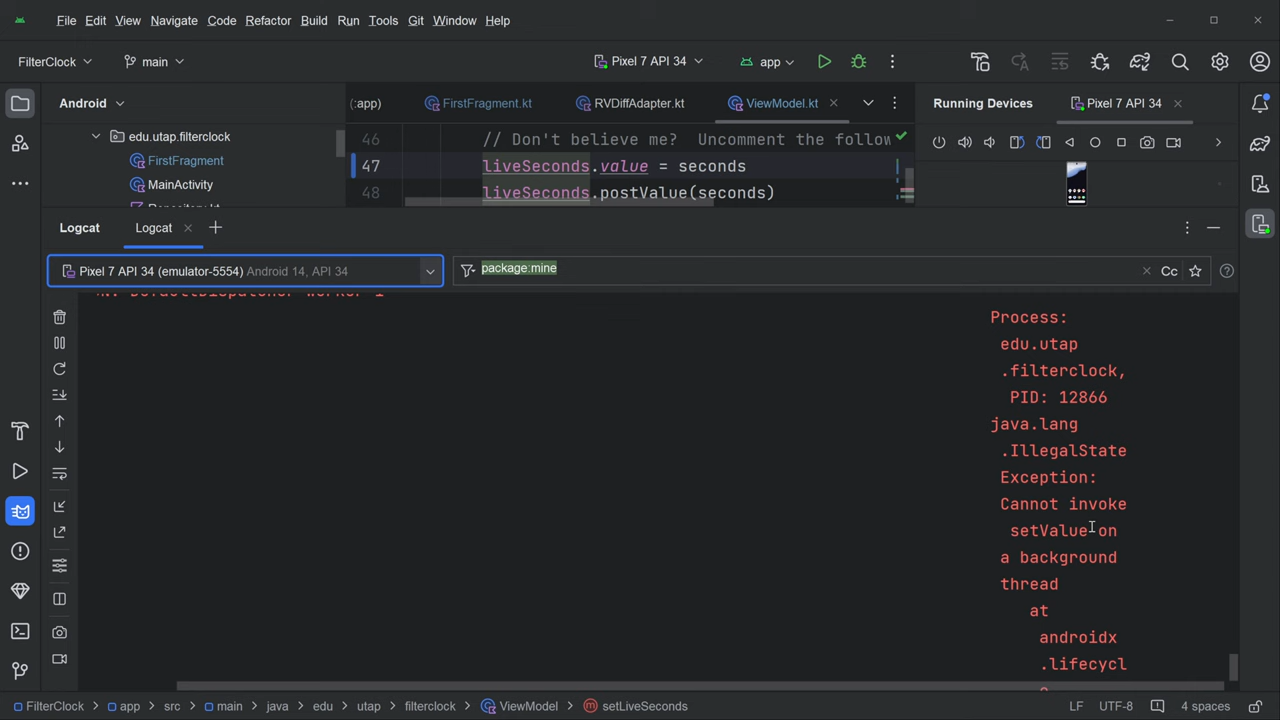 File Edit View Navigate Code Refactor Build Run Tools Git Window Help
FilterClock main Pixel 7 API 34 app
Android (:app) FirstFragment.kt RVDiffAdapter.kt ViewModel.kt Running Devices Pixel 7 API 34
edu.utap.filterclock
FirstFragment
MainActivity
46 // Don't believe me? Uncomment the follow
47 liveSeconds.value = seconds
48 liveSeconds.postValue(seconds)
Logcat Logcat
Pixel 7 API 34 (emulator-5554) Android 14, API 34 package:mine Cc
Process:
edu.utap
.filterclock,
PID: 12866
java.lang
.IllegalState
Exception:
Cannot invoke
setValue on
a background
thread
at
androidx
.lifecycl
FilterClock app src main java edu utap filterclock ViewModel setLiveSeconds LF UTF-8 4 spaces